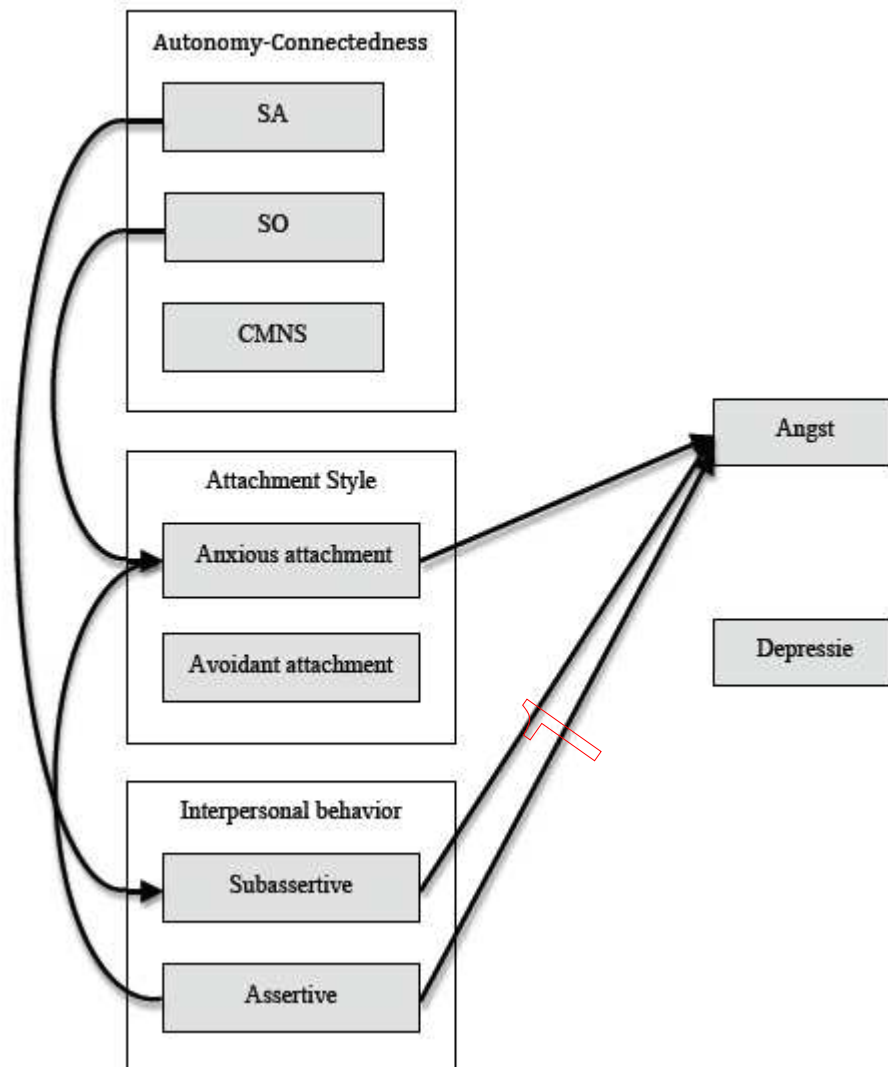 Autonomy-Connectedness
SA
SO
CMNS
Attachment Style
Anxious attachment
Avoidant attachment
Interpersonal behavior
Subassertive
Assertive
Angst
Depressie